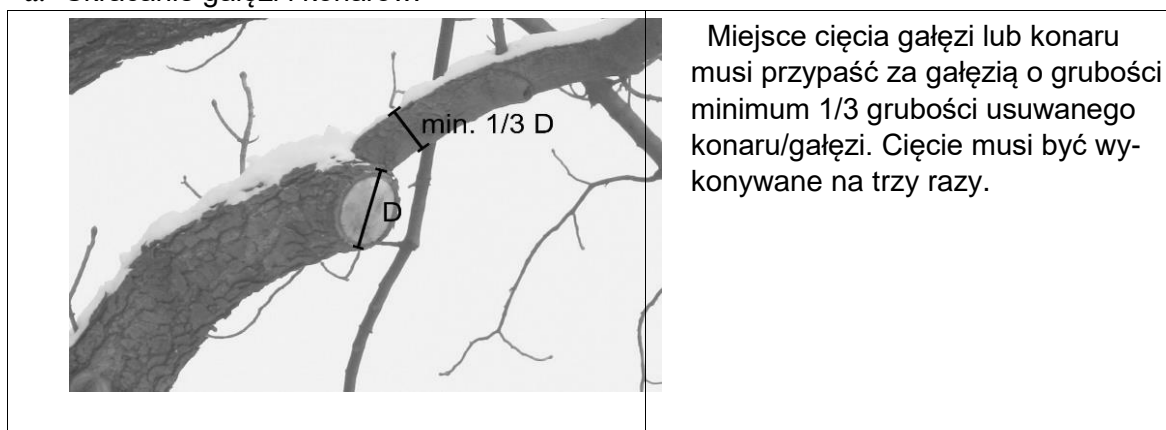 min. 1/3 D
D
Miejsce cięcia gałęzi lub konaru
musi przypaść za gałęzią o grubości
minimum 1/3 grubości usuwanego
konaru/gałęzi. Cięcie musi być wy-
konywane na trzy razy.